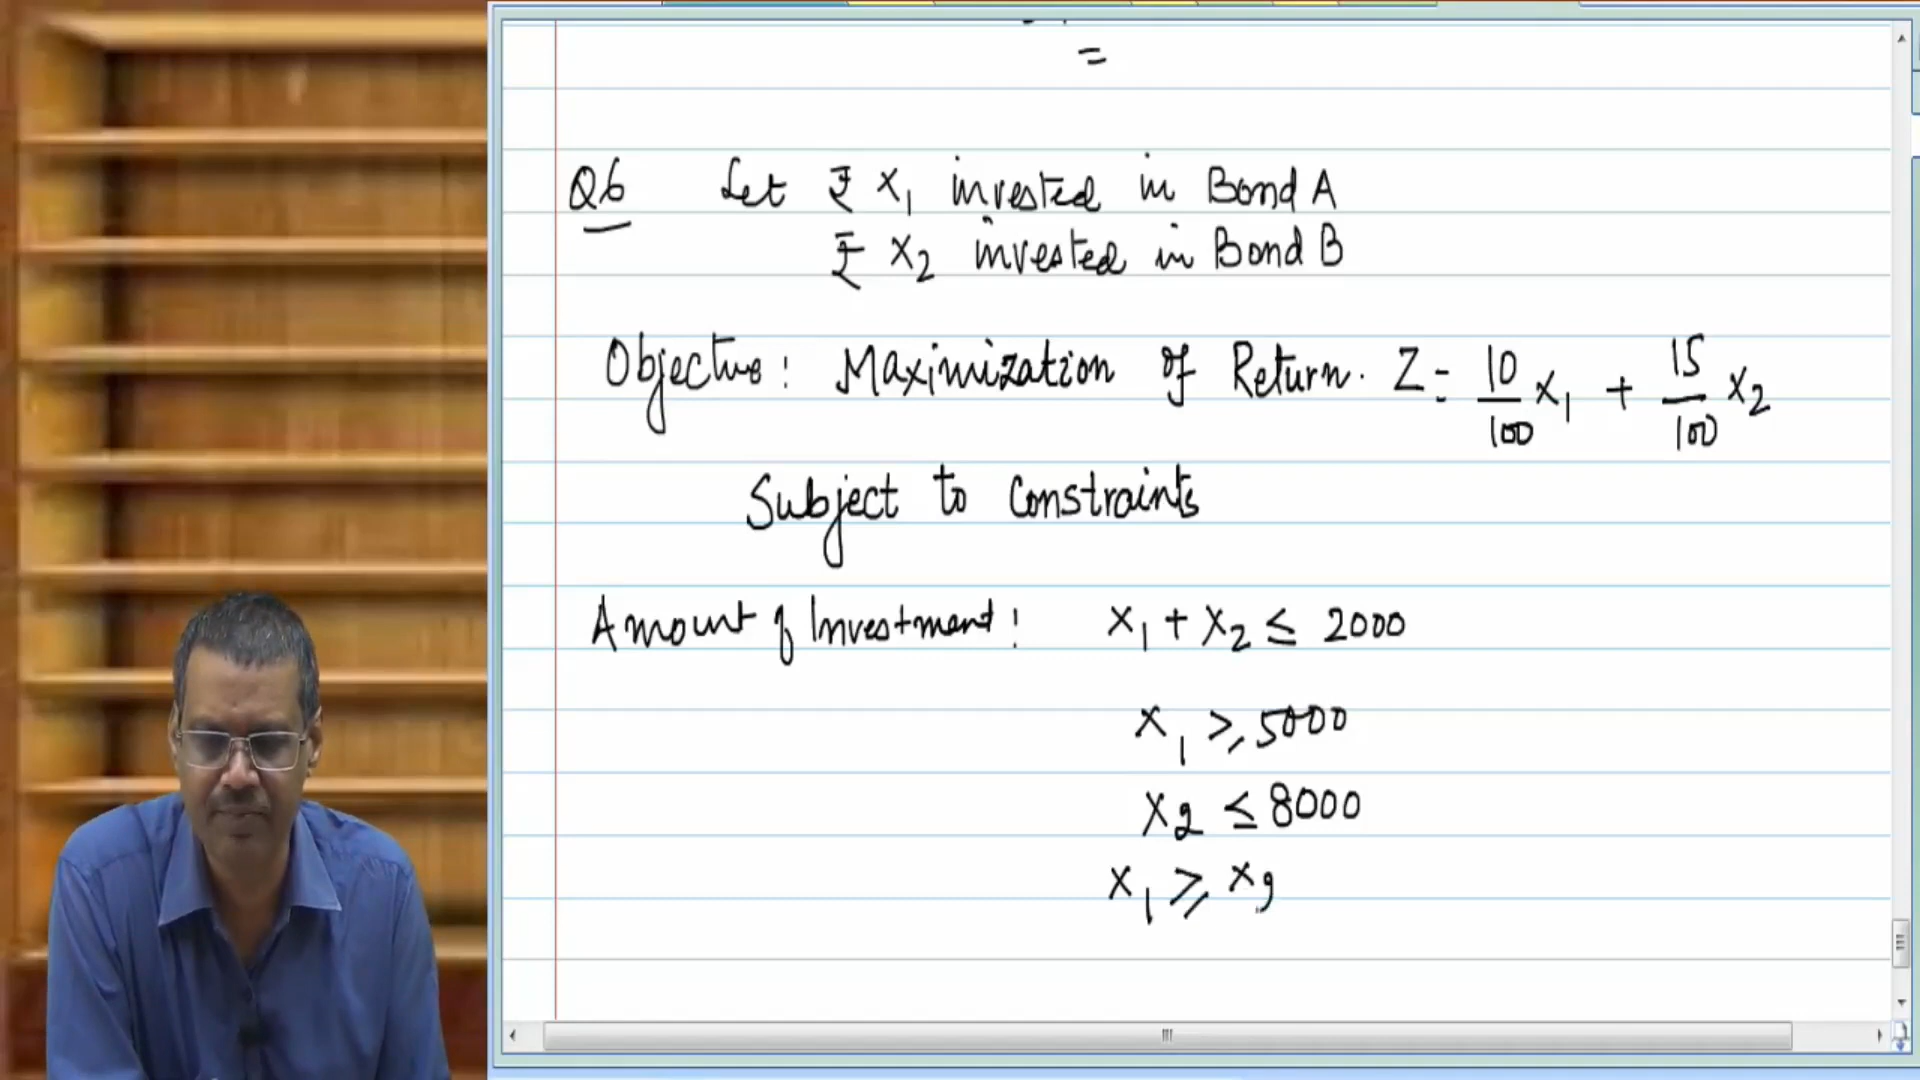 =
Q6 Let ₹ x₁ invested in Bond A
₹ x₂ invested in Bond B
Objective: Maximization of Return. Z = 10/100 x₁ + 15/100 x₂
Subject to Constraints
Amount of Investment: x₁ + x₂ ≤ 2000
x₁ ≥ 5000
x₂ ≤ 8000
x₁ ≥ x₂